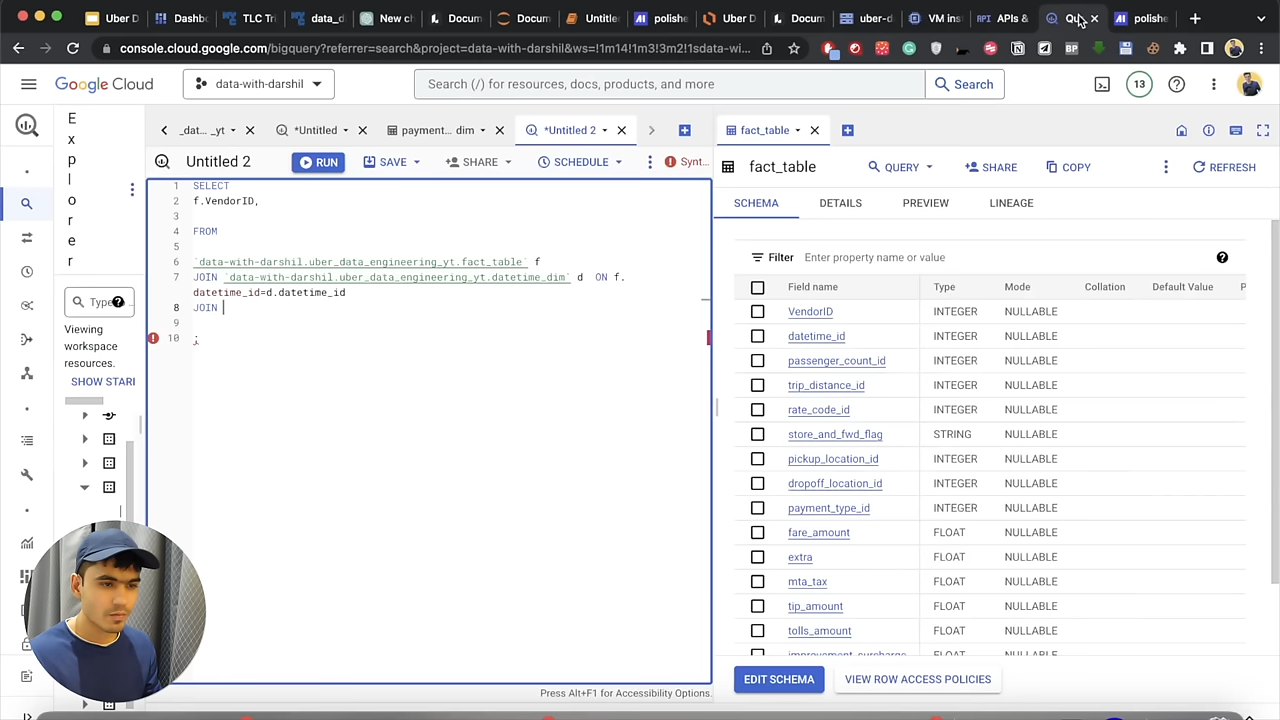 Uber D
Dashb
TLC Tri
data_d
New c
Docum
Docum
Untitle
polishe
Uber D
Docum
uber-d
VM ins
APIs &
Qu
polishe
console.cloud.google.com/bigquery?referrer=search&project=data-with-darshil&ws=!1m14!1m3!3m2!1sdata-wi...
Google Cloud
data-with-darshil
Search (/) for resources, docs, products, and more
Search
13
Explorer
Type
Viewing
workspace
resources.
SHOW STARI
_dat... _yt
*Untitled
payment... dim
*Untitled 2
Untitled 2
RUN
SAVE
SHARE
SCHEDULE
Synt...
1 SELECT
2 f.VendorID,
3
4 FROM
5
6 `data-with-darshil.uber_data_engineering_yt.fact_table` f
7 JOIN `data-with-darshil.uber_data_engineering_yt.datetime_dim` d  ON f.
datetime_id=d.datetime_id
8 JOIN
9
10 ;
Press Alt+F1 for Accessibility Options.
fact_table
fact_table
QUERY
SHARE
COPY
REFRESH
SCHEMA
DETAILS
PREVIEW
LINEAGE
Filter
Enter property name or value
Field name Type Mode Collation Default Value P
VendorID INTEGER NULLABLE
datetime_id INTEGER NULLABLE
passenger_count_id INTEGER NULLABLE
trip_distance_id INTEGER NULLABLE
rate_code_id INTEGER NULLABLE
store_and_fwd_flag STRING NULLABLE
pickup_location_id INTEGER NULLABLE
dropoff_location_id INTEGER NULLABLE
payment_type_id INTEGER NULLABLE
fare_amount FLOAT NULLABLE
extra FLOAT NULLABLE
mta_tax FLOAT NULLABLE
tip_amount FLOAT NULLABLE
tolls_amount FLOAT NULLABLE
improvement_surcharge FLOAT NULLABLE
EDIT SCHEMA
VIEW ROW ACCESS POLICIES